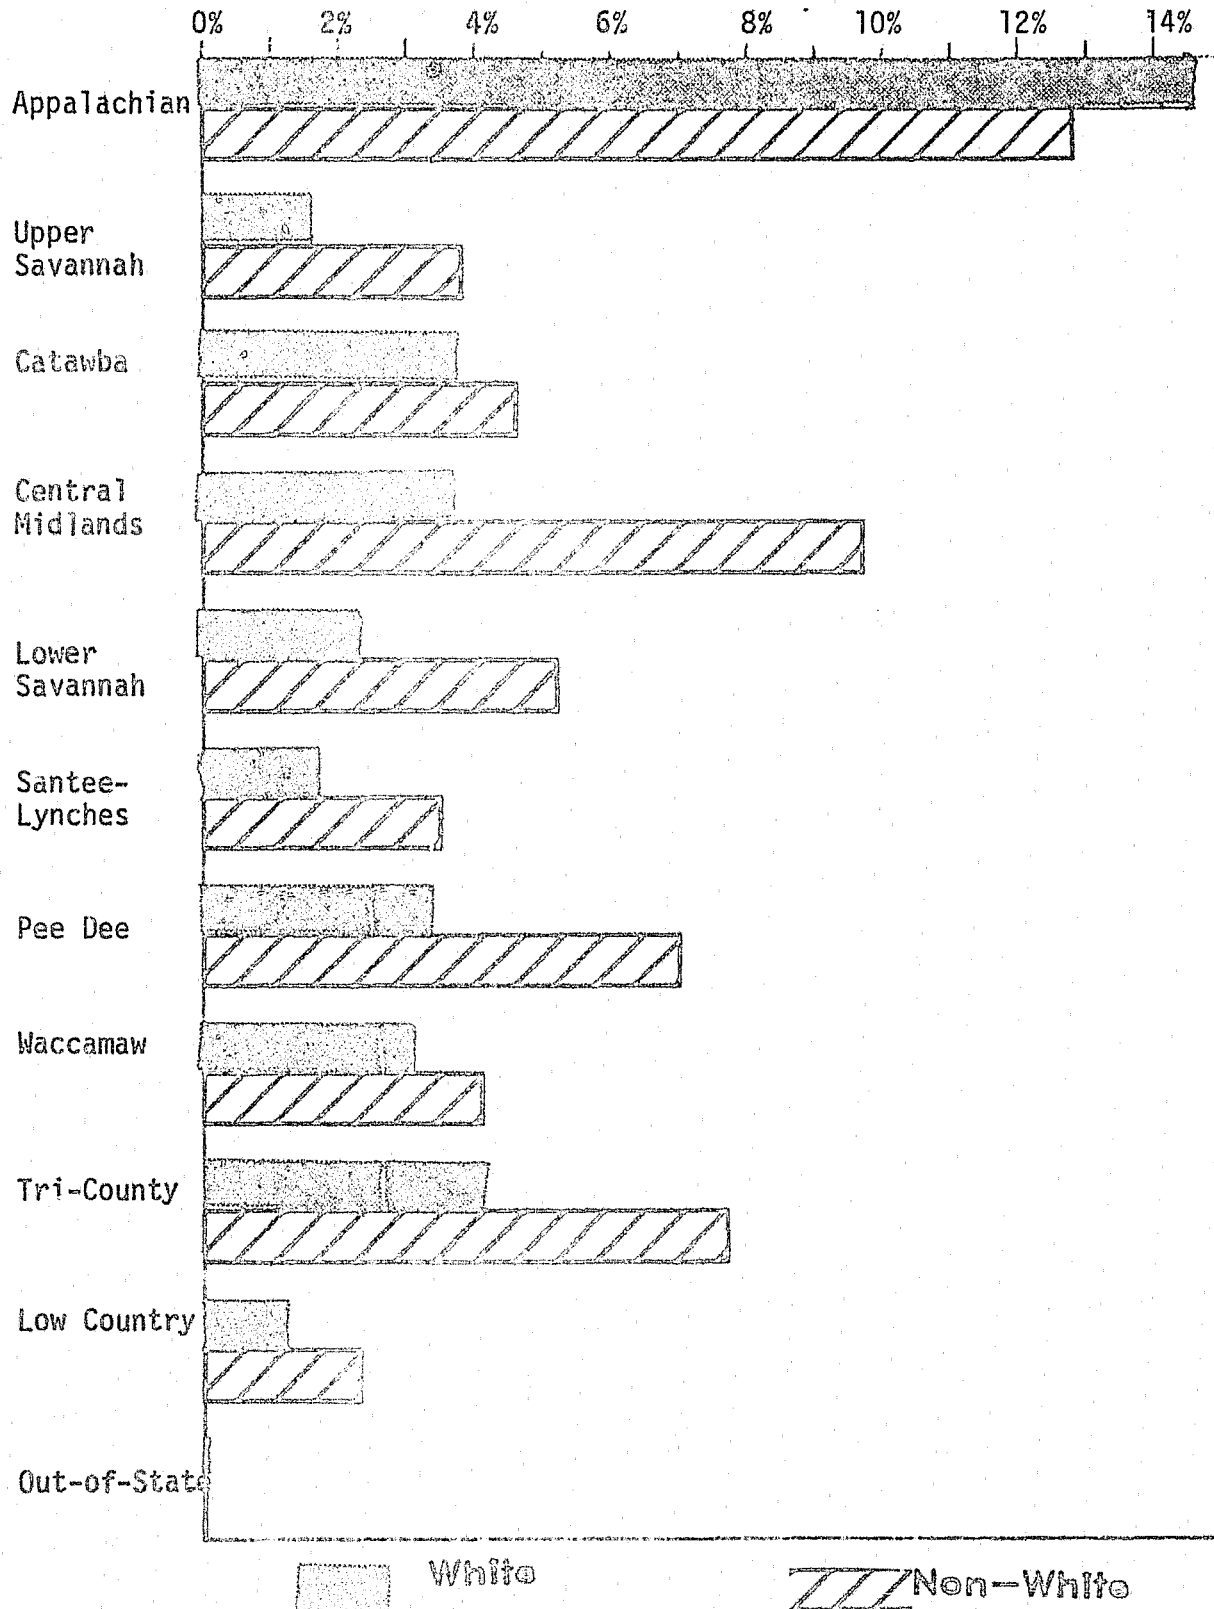 0% 2% 4% 6% 8% 10% 12% 14%
Appalachian
Upper
Savannah
Catawba
Central
Midlands
Lower
Savannah
Santee-
Lynches
Pee Dee
Waccamaw
Tri-County
Low Country
Out-of-State
White Non-White